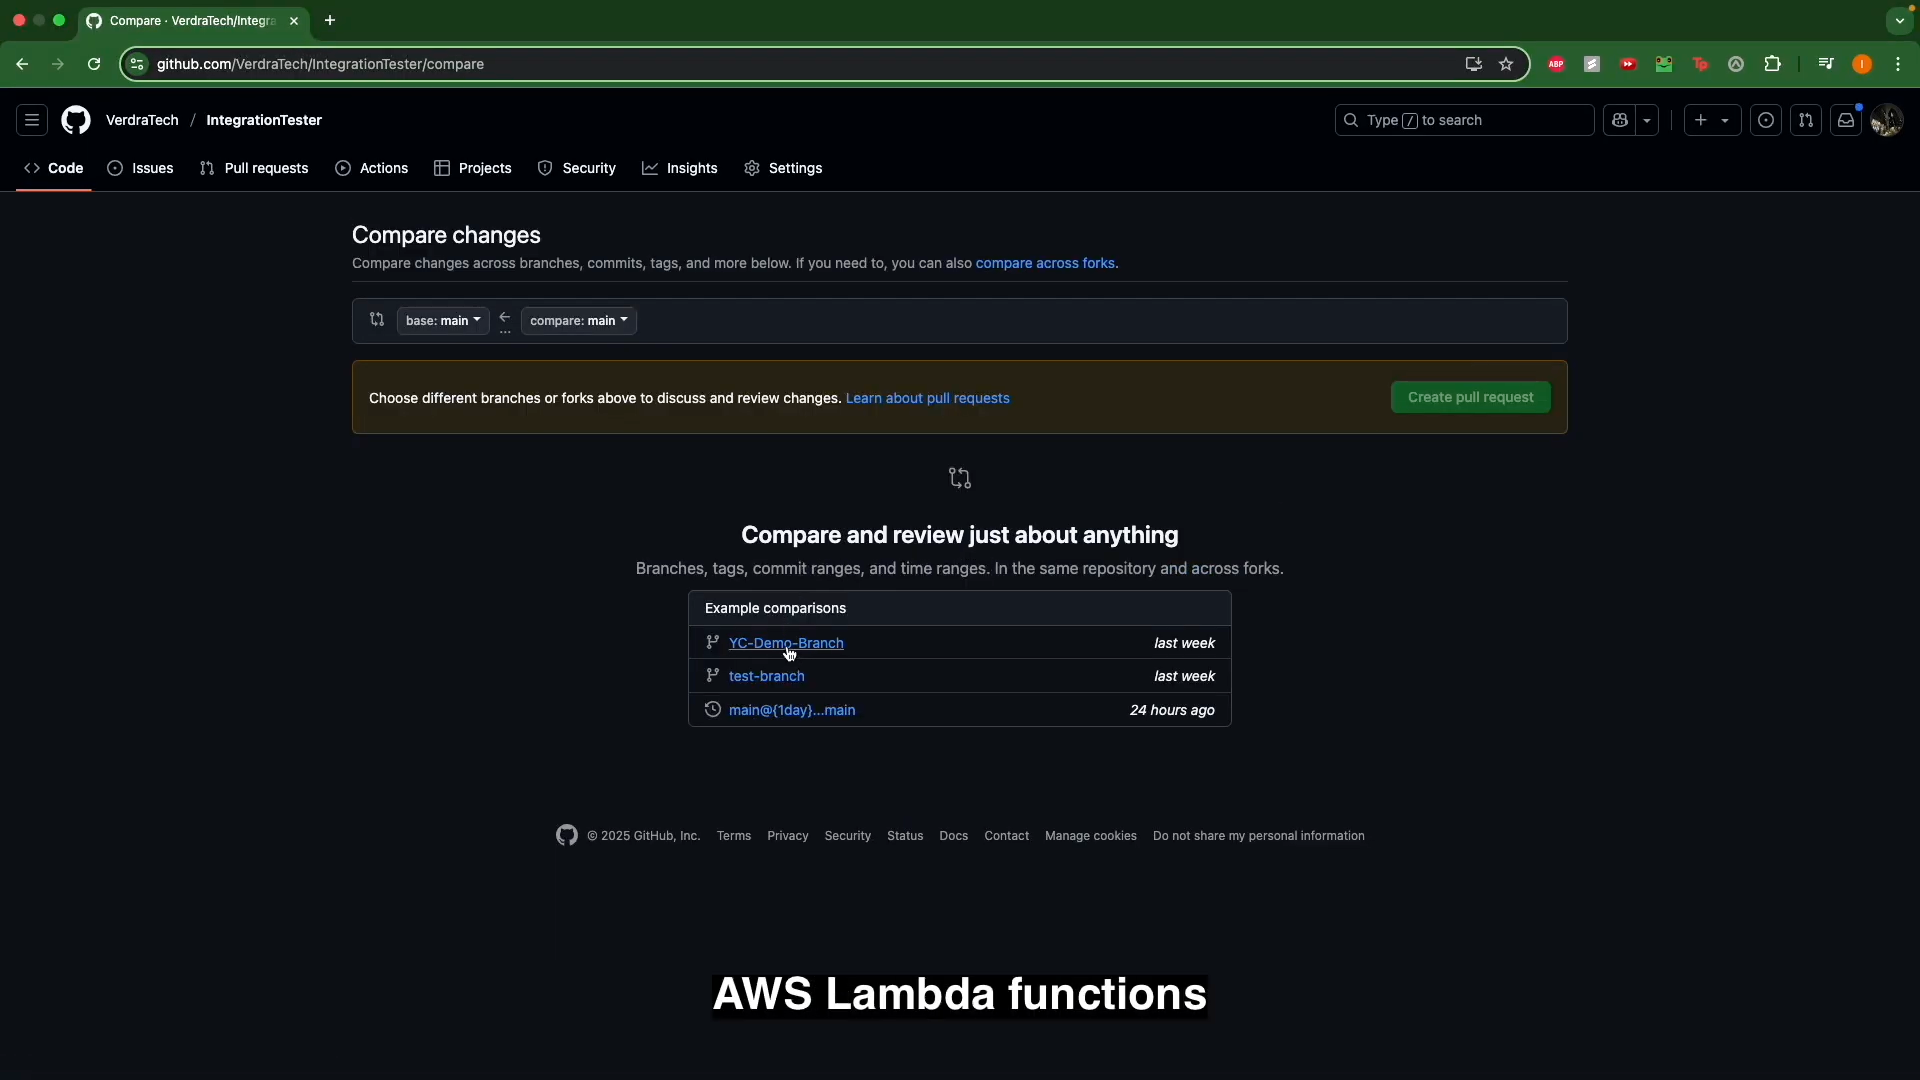 Compare · VerdraTech/Integra
github.com/VerdraTech/IntegrationTester/compare
ABP
Tp
I
VerdraTech / IntegrationTester
Type / to search
Code Issues Pull requests Actions Projects Security Insights Settings
Compare changes
Compare changes across branches, commits, tags, and more below. If you need to, you can also compare across forks.
base: main ... compare: main
Choose different branches or forks above to discuss and review changes. Learn about pull requests
Create pull request
Compare and review just about anything
Branches, tags, commit ranges, and time ranges. In the same repository and across forks.
Example comparisons
YC-Demo-Branch last week
test-branch last week
main@{1day}...main 24 hours ago
© 2025 GitHub, Inc. Terms Privacy Security Status Docs Contact Manage cookies Do not share my personal information
AWS Lambda functions